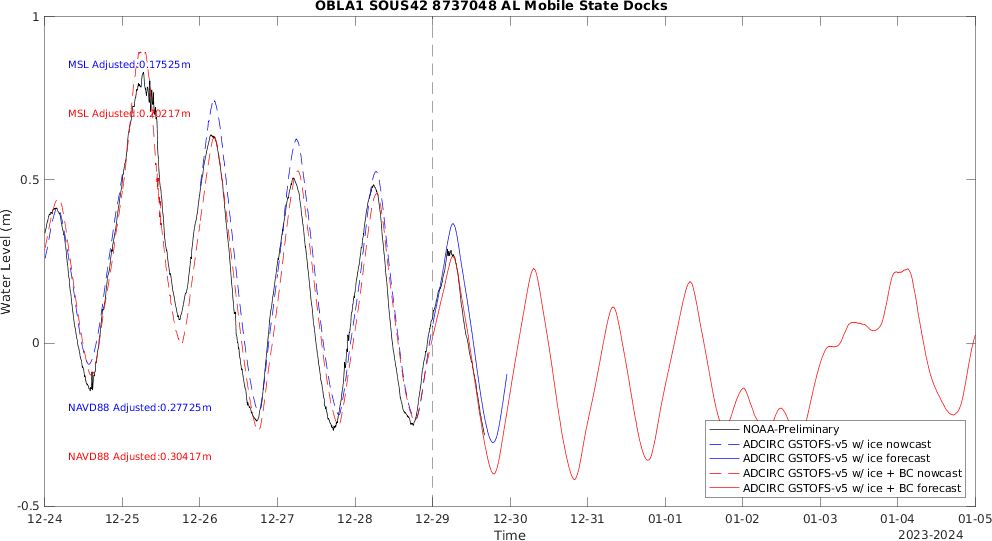 OBLA1 SOUS42 8737048 AL Mobile State Docks
1
MSL Adjusted:0.17525m
MSL Adjusted:0.20217m
0.5
Water Level (m)
0
NAVD88 Adjusted:0.27725m
NAVD88 Adjusted:0.30417m
NOAA-Preliminary
ADCIRC GSTOFS-v5 w/ ice nowcast
ADCIRC GSTOFS-v5 w/ ice forecast
ADCIRC GSTOFS-v5 w/ ice + BC nowcast
ADCIRC GSTOFS-v5 w/ ice + BC forecast
-0.5
12-24 12-25 12-26 12-27 12-28 12-29 12-30 12-31 01-01 01-02 01-03 01-04 01-05
Time
2023-2024